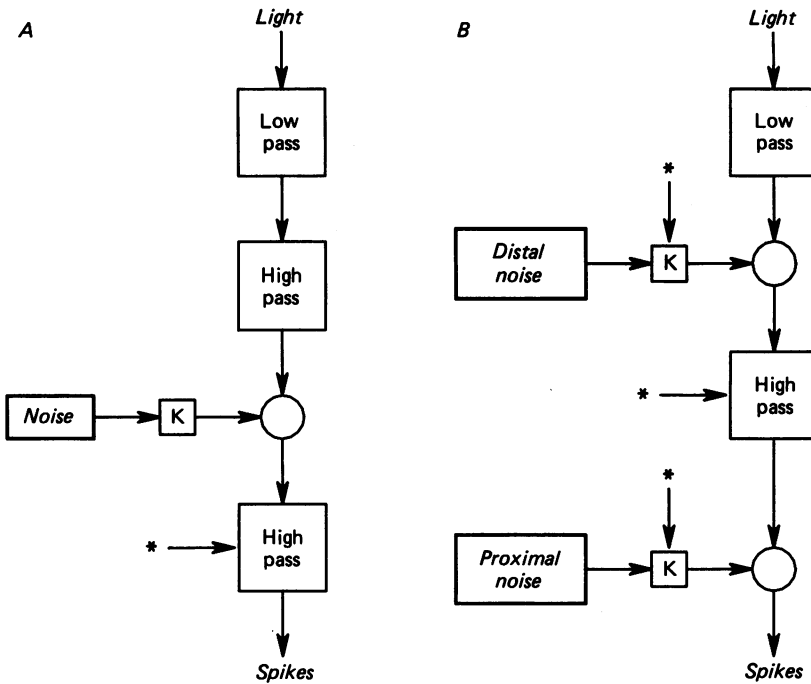 A
Light
Low
pass
High
pass
Noise
K
*
High
pass
Spikes
B
Light
Low
pass
*
Distal
noise
K
*
High
pass
*
Proximal
noise
K
Spikes